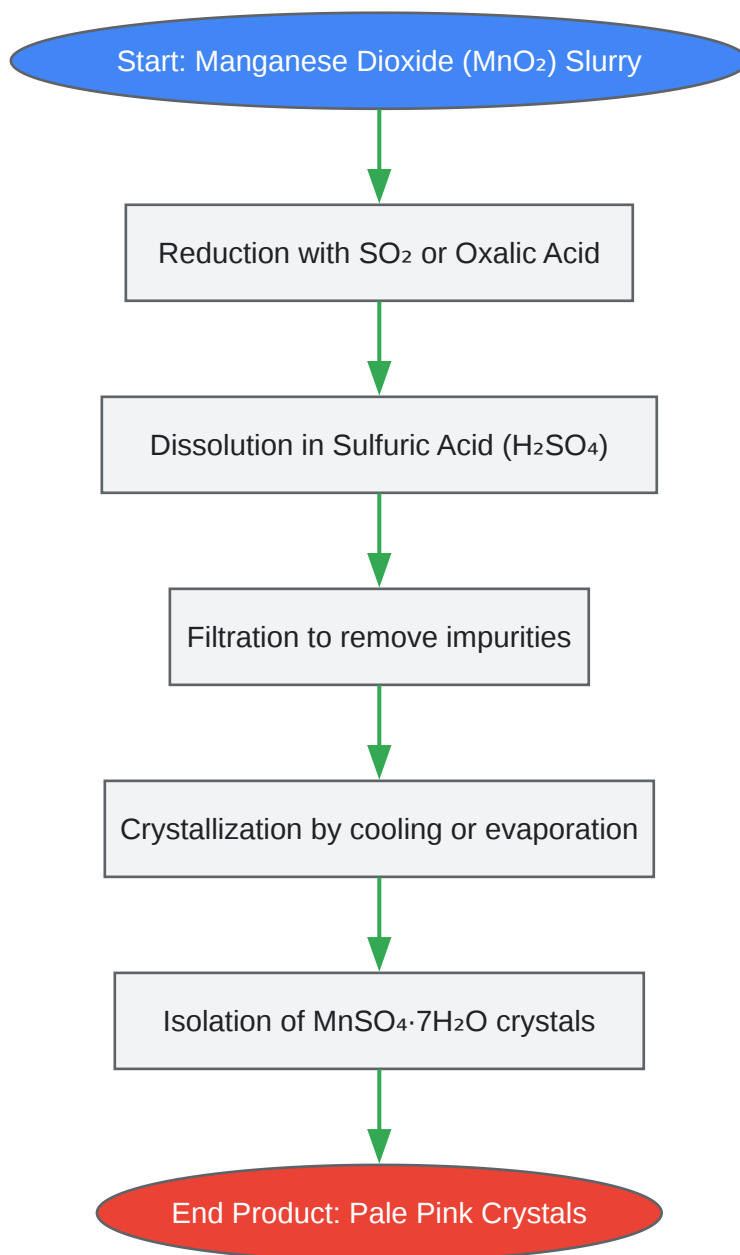 Start: Manganese Dioxide (MnO₂) Slurry
Reduction with SO₂ or Oxalic Acid
Dissolution in Sulfuric Acid (H₂SO₄)
Filtration to remove impurities
Crystallization by cooling or evaporation
Isolation of MnSO₄·7H₂O crystals
End Product: Pale Pink Crystals